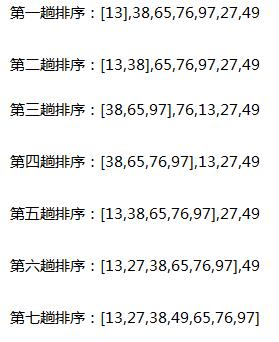 第一趟排序：[13],38,65,76,97,27,49
第二趟排序：[13,38],65,76,97,27,49
第三趟排序：[38,65,97],76,13,27,49
第四趟排序：[38,65,76,97],13,27,49
第五趟排序：[13,38,65,76,97],27,49
第六趟排序：[13,27,38,65,76,97],49
第七趟排序：[13,27,38,49,65,76,97]